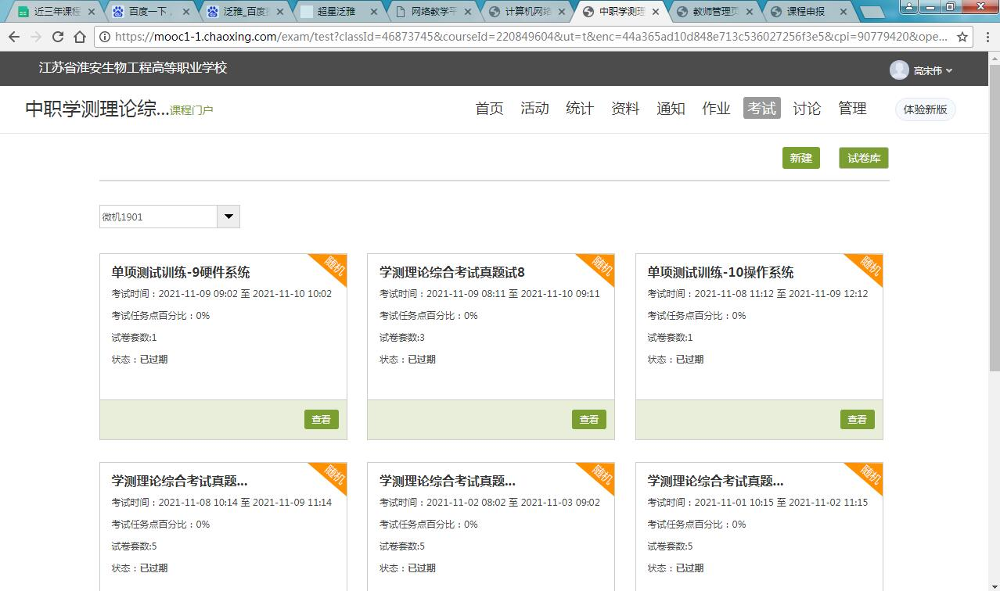 近三年课程
百度一下，
泛雅_百度
超星泛雅
网络教学平
计算机网络
中职学测理
教师管理页
课程申报
https://mooc1-1.chaoxing.com/exam/test?classId=46873745&courseId=220849604&ut=t&enc=44a365ad10d848e713c536027256f3e5&cpi=90779420&ope...
江苏省淮安生物工程高等职业学校
高宋伟
中职学测理论综...课程门户
首页 活动 统计 资料 通知 作业 考试 讨论 管理 体验新版
新建 试卷库
微机1901
单项测试训练-9硬件系统
随机
考试时间：2021-11-09 09:02 至 2021-11-10 10:02
考试任务点百分比：0%
试卷套数:1
状态：已过期
查看
学测理论综合考试真题试8
随机
考试时间：2021-11-09 08:11 至 2021-11-10 09:11
考试任务点百分比：0%
试卷套数:3
状态：已过期
查看
单项测试训练-10操作系统
随机
考试时间：2021-11-08 11:12 至 2021-11-09 12:12
考试任务点百分比：0%
试卷套数:1
状态：已过期
查看
学测理论综合考试真题...
随机
考试时间：2021-11-08 10:14 至 2021-11-09 11:14
考试任务点百分比：0%
试卷套数:5
状态：已过期
学测理论综合考试真题...
随机
考试时间：2021-11-02 08:02 至 2021-11-03 09:02
考试任务点百分比：0%
试卷套数:5
状态：已过期
学测理论综合考试真题...
随机
考试时间：2021-11-01 10:15 至 2021-11-02 11:15
考试任务点百分比：0%
试卷套数:5
状态：已过期